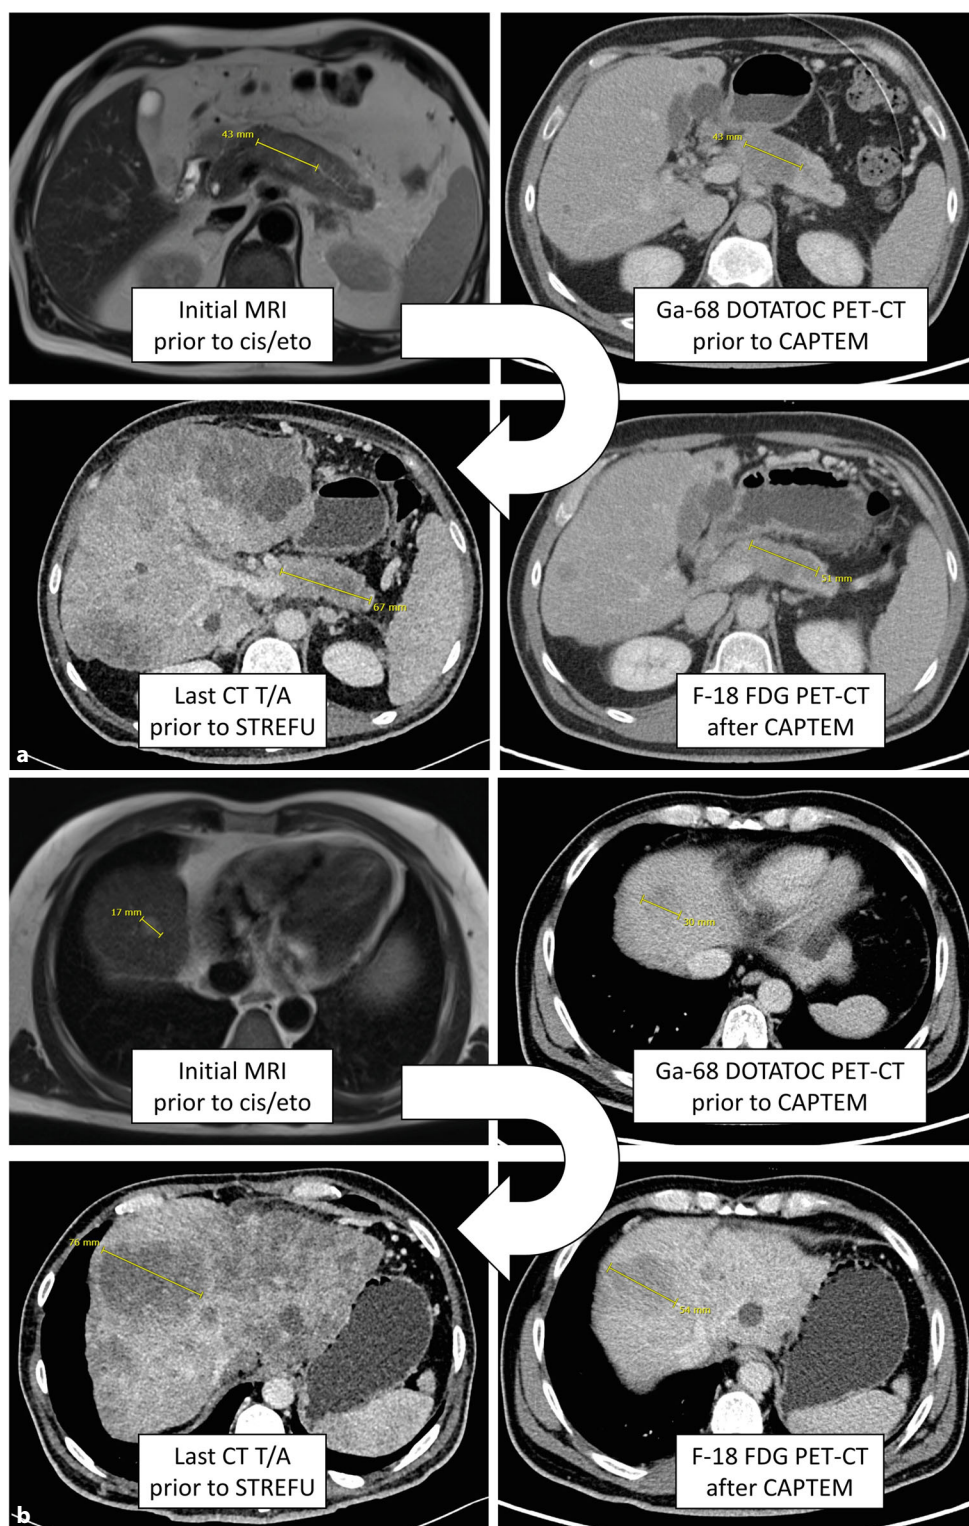 43 mm
43 mm
Initial MRI
prior to cis/eto
Ga-68 DOTATOC PET-CT
prior to CAPTEM
67 mm
51 mm
Last CT T/A
prior to STREFU
F-18 FDG PET-CT
after CAPTEM
a
17 mm
30 mm
Initial MRI
prior to cis/eto
Ga-68 DOTATOC PET-CT
prior to CAPTEM
76 mm
54 mm
Last CT T/A
prior to STREFU
F-18 FDG PET-CT
after CAPTEM
b